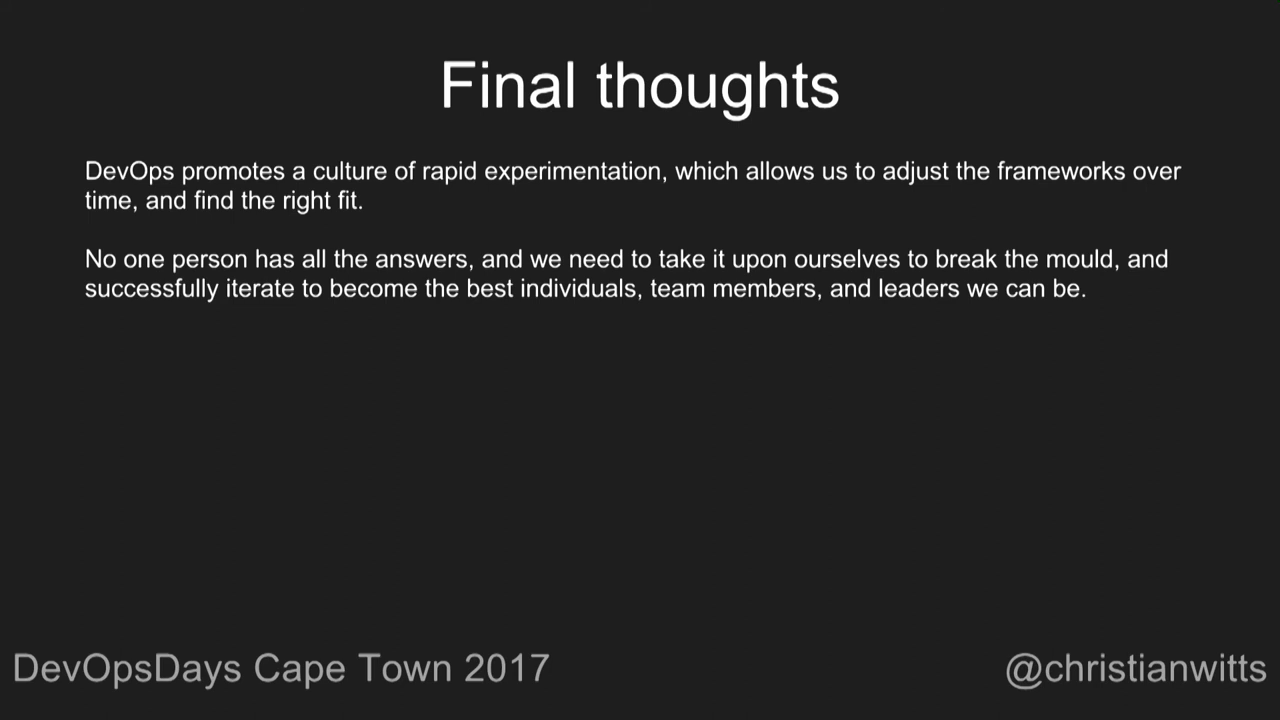 Final thoughts
DevOps promotes a culture of rapid experimentation, which allows us to adjust the frameworks over
time, and find the right fit.
No one person has all the answers, and we need to take it upon ourselves to break the mould, and
successfully iterate to become the best individuals, team members, and leaders we can be.
DevOpsDays Cape Town 2017
@christianwitts